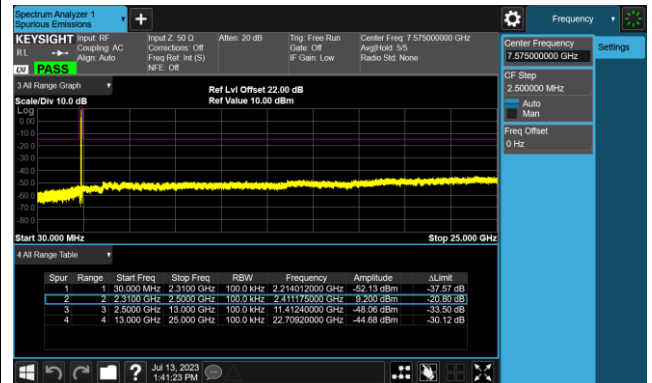 Spectrum Analyzer 1
Spurious Emissions
Frequency
KEYSIGHT
RL
Input: RF
Coupling: AC
Align: Auto
Input Z: 50 Ω
Corrections: Off
Freq Ref: Int (S)
NFE: Off
Atten: 20 dB
Trig: Free Run
Gate: Off
IF Gain: Low
Center Freq: 7.575000000 GHz
Avg|Hold: 5/5
Radio Std: None
LXI PASS
3 All Range Graph
Scale/Div 10.0 dB
Ref Lvl Offset 22.00 dB
Ref Value 10.00 dBm
Log
0.00
-10.0
-20.0
-30.0
-40.0
-50.0
-60.0
-70.0
-80.0
Start 30.000 MHz
Stop 25.000 GHz
4 All Range Table
Spur Range Start Freq Stop Freq RBW Frequency Amplitude ΔLimit
1 1 30.000 MHz 2.3100 GHz 100.0 kHz 2.214012000 GHz -52.13 dBm -37.57 dB
2 2 2.3100 GHz 2.5000 GHz 100.0 kHz 2.411175000 GHz 9.200 dBm -20.80 dB
3 3 2.5000 GHz 13.000 GHz 100.0 kHz 11.41240000 GHz -48.06 dBm -33.50 dB
4 4 13.000 GHz 25.000 GHz 100.0 kHz 22.70920000 GHz -44.68 dBm -30.12 dB
Center Frequency
7.575000000 GHz
Settings
CF Step
2.500000 MHz
Auto
Man
Freq Offset
0 Hz
Jul 13, 2023
1:41:23 PM